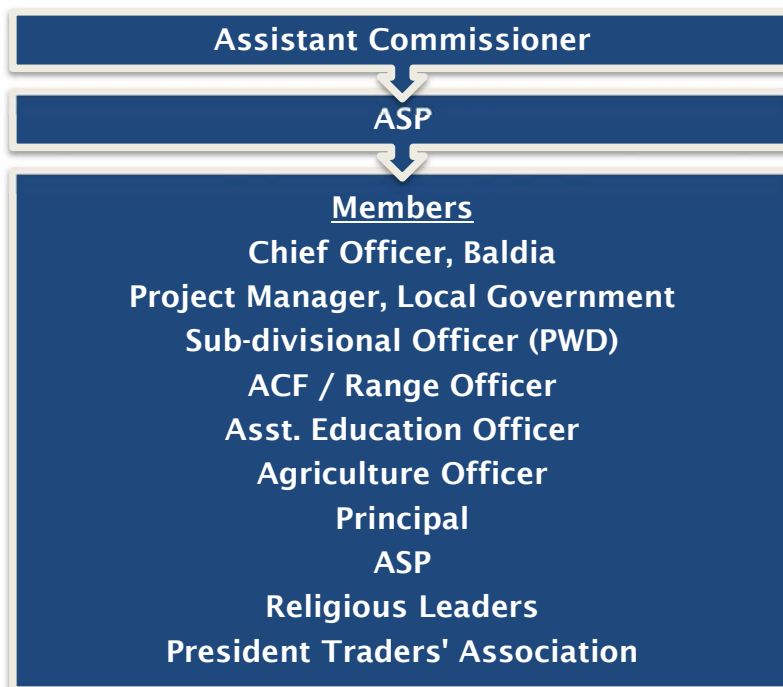 Assistant Commissioner
ASP
Members
Chief Officer, Baldia
Project Manager, Local Government
Sub-divisional Officer (PWD)
ACF / Range Officer
Asst. Education Officer
Agriculture Officer
Principal
ASP
Religious Leaders
President Traders' Association